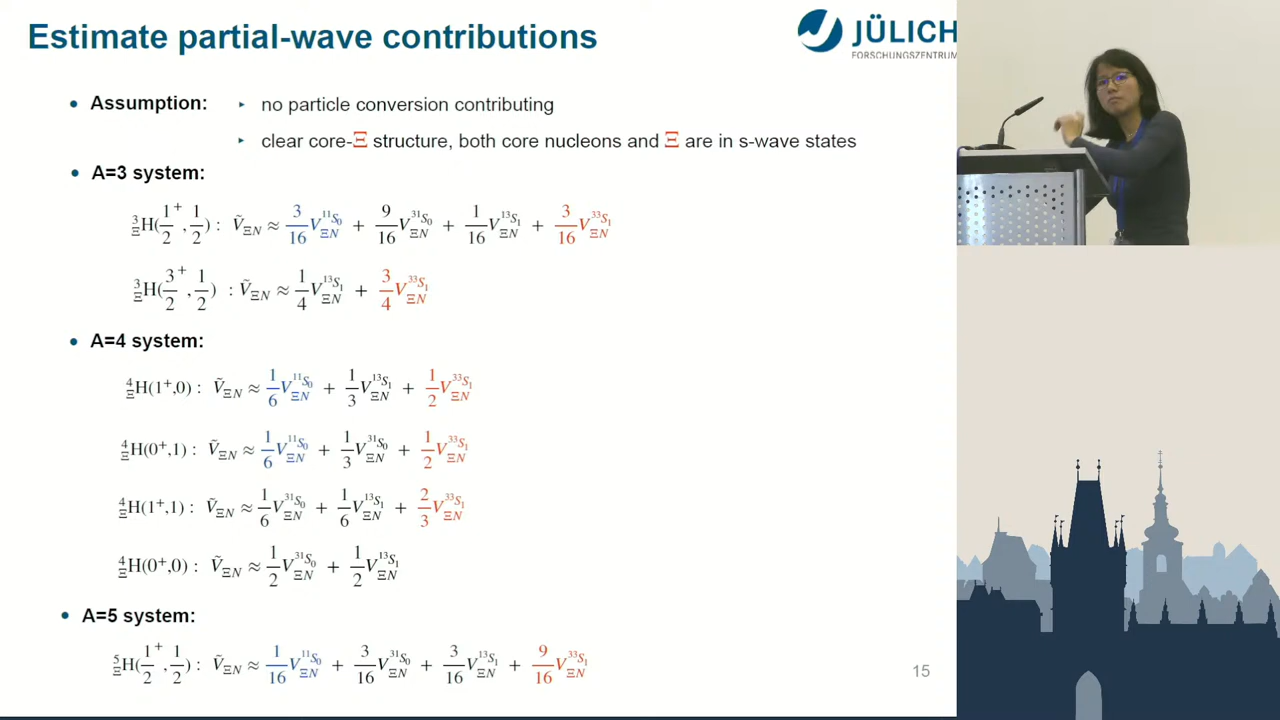 Estimate partial-wave contributions
JÜLICH
FORSCHUNGSZENTRUM
• Assumption: ▸ no particle conversion contributing
▸ clear core-Ξ structure, both core nucleons and Ξ are in s-wave states
• A=3 system:
³_ΞH(1/2⁺, 1/2) : Ṽ_ΞN ≈ 3/16 V_ΞN^{¹¹S₀} + 9/16 V_ΞN^{³¹S₀} + 1/16 V_ΞN^{¹³S₁} + 3/16 V_ΞN^{³³S₁}
³_ΞH(3/2⁺, 1/2) : Ṽ_ΞN ≈ 1/4 V_ΞN^{¹³S₁} + 3/4 V_ΞN^{³³S₁}
• A=4 system:
⁴_ΞH(1⁺,0) : Ṽ_ΞN ≈ 1/6 V_ΞN^{¹¹S₀} + 1/3 V_ΞN^{¹³S₁} + 1/2 V_ΞN^{³³S₁}
⁴_ΞH(0⁺,1) : Ṽ_ΞN ≈ 1/6 V_ΞN^{¹¹S₀} + 1/3 V_ΞN^{³¹S₀} + 1/2 V_ΞN^{³³S₁}
⁴_ΞH(1⁺,1) : Ṽ_ΞN ≈ 1/6 V_ΞN^{³¹S₀} + 1/6 V_ΞN^{¹³S₁} + 2/3 V_ΞN^{³³S₁}
⁴_ΞH(0⁺,0) : Ṽ_ΞN ≈ 1/2 V_ΞN^{³¹S₀} + 1/2 V_ΞN^{¹³S₁}
• A=5 system:
⁵_ΞH(1/2⁺, 1/2) : Ṽ_ΞN ≈ 1/16 V_ΞN^{¹¹S₀} + 3/16 V_ΞN^{³¹S₀} + 3/16 V_ΞN^{¹³S₁} + 9/16 V_ΞN^{³³S₁}
15